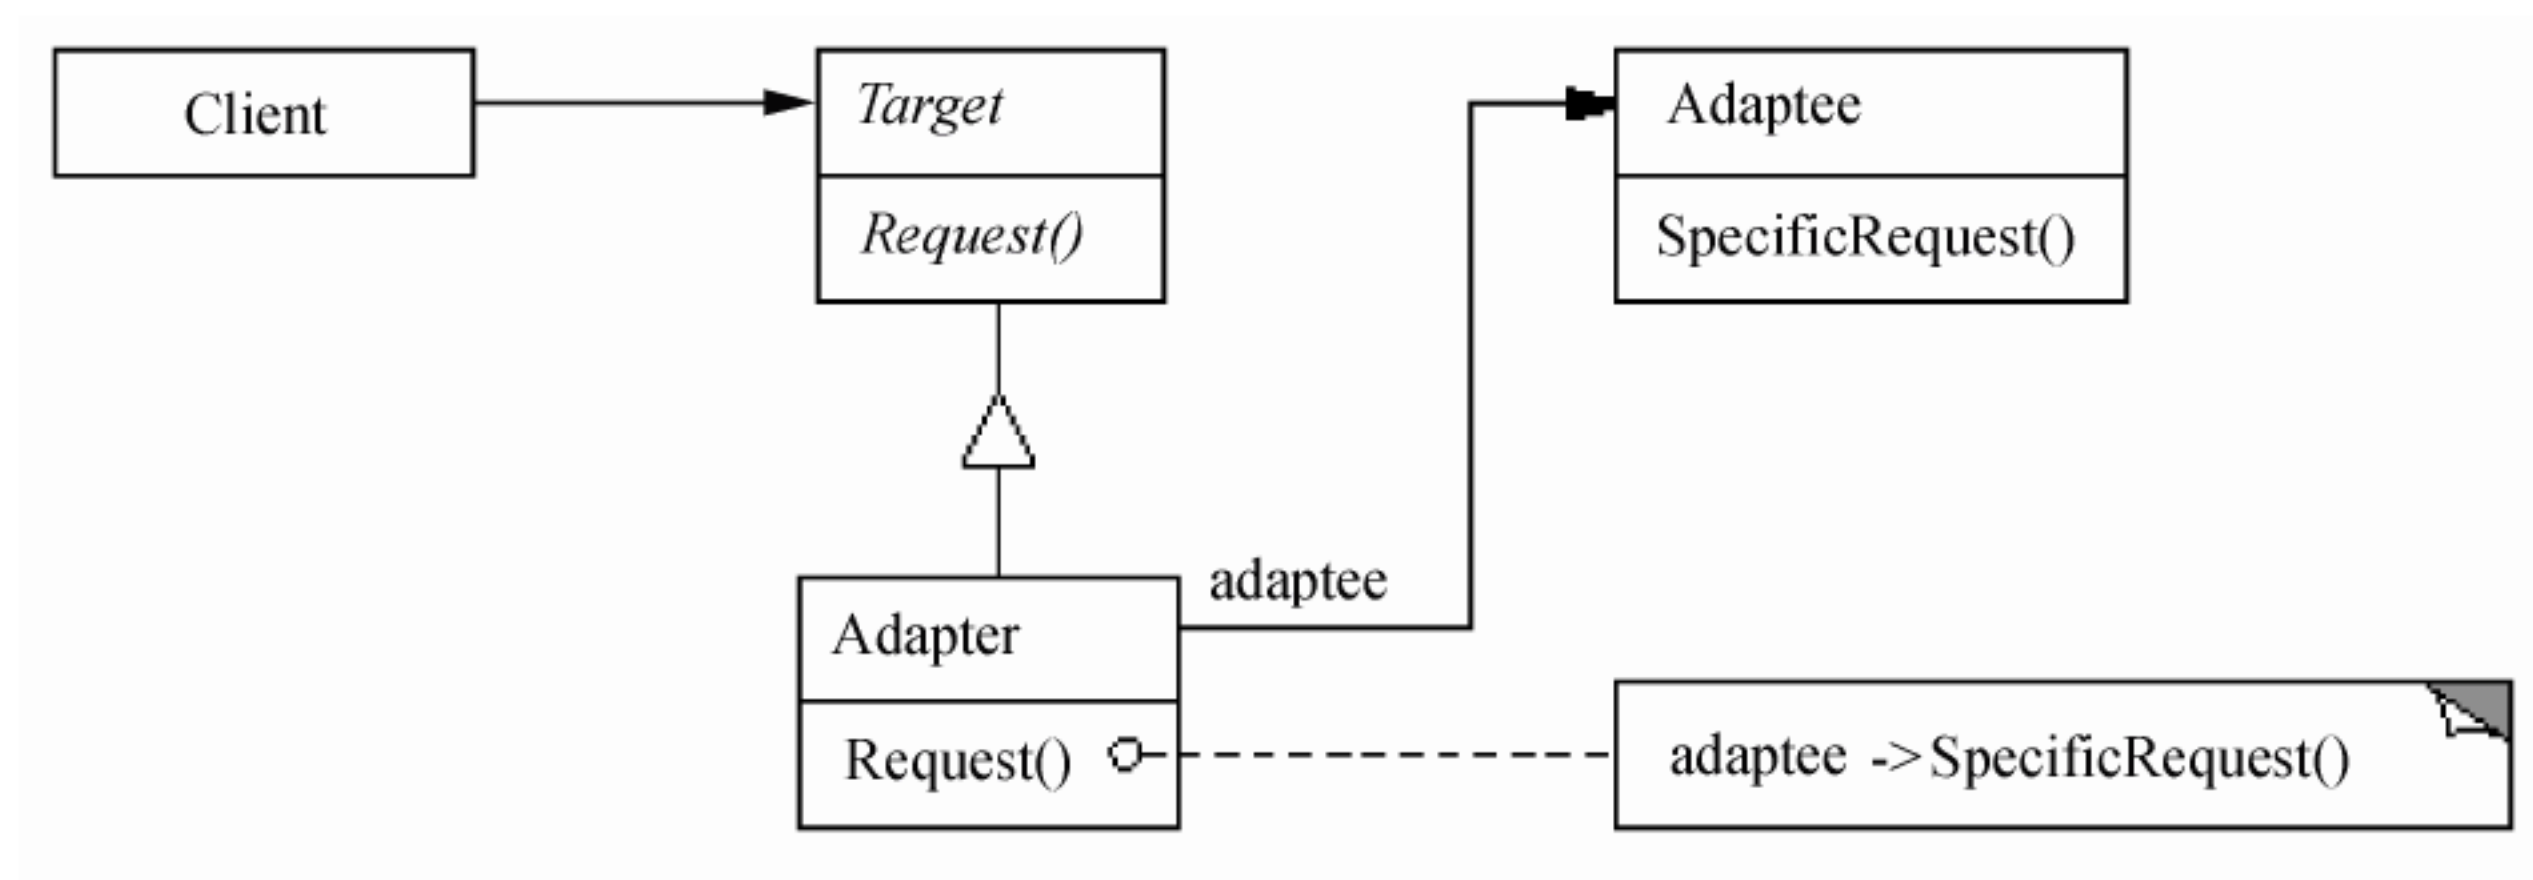 Client
Target
Request()
Adaptee
SpecificRequest()
adaptee
Adapter
Request()
adaptee ->SpecificRequest()